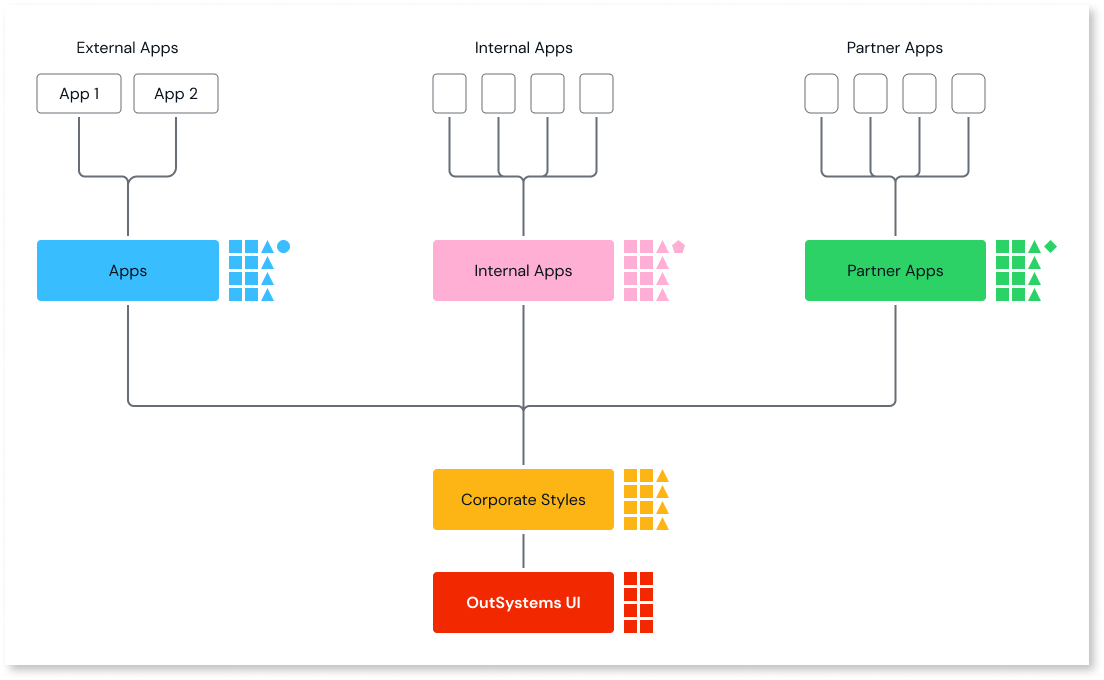 External Apps
Internal Apps
Partner Apps
App 1
App 2
Apps
Internal Apps
Partner Apps
Corporate Styles
OutSystems UI